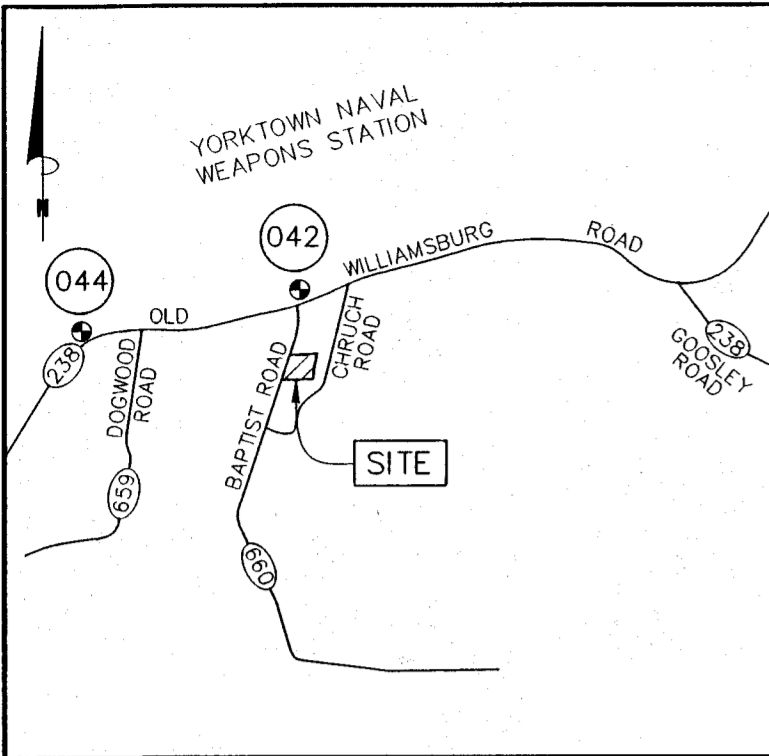 YORKTOWN NAVAL
WEAPONS STATION
N
042
044
WILLIAMSBURG
ROAD
OLD
238
238
GOOSLEY
ROAD
DOGWOOD
ROAD
BAPTIST ROAD
CHRUCH
ROAD
SITE
659
660